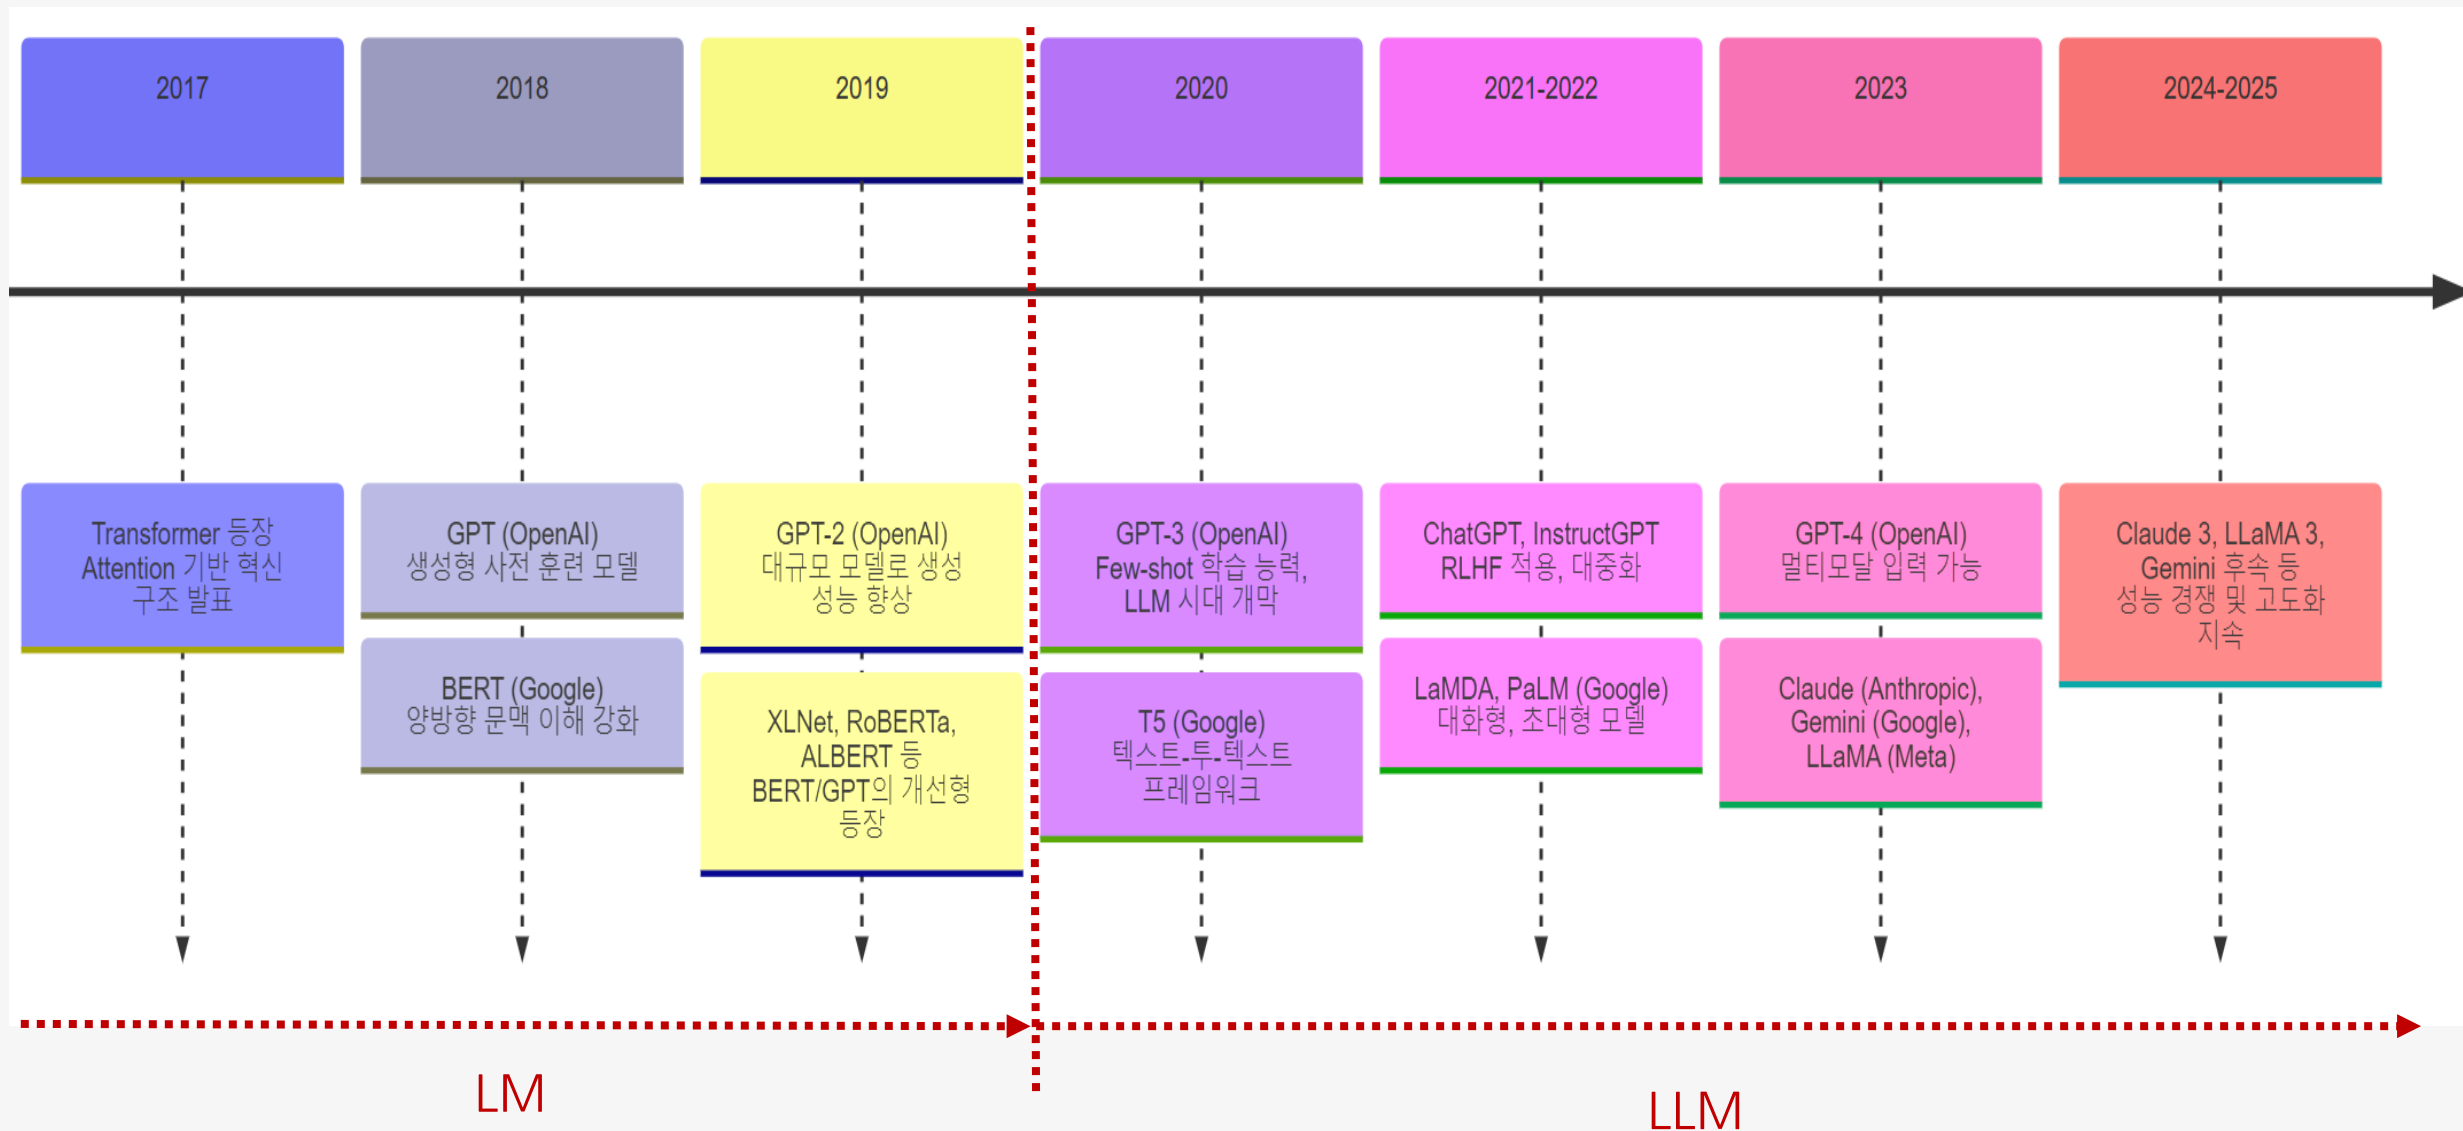 2017
2018
2019
2020
2021-2022
2023
2024-2025
Transformer 등장
Attention 기반 혁신
구조 발표
GPT (OpenAI)
생성형 사전 훈련 모델
BERT (Google)
양방향 문맥 이해 강화
GPT-2 (OpenAI)
대규모 모델로 생성
성능 향상
XLNet, RoBERTa,
ALBERT 등
BERT/GPT의 개선형
등장
GPT-3 (OpenAI)
Few-shot 학습 능력,
LLM 시대 개막
T5 (Google)
텍스트-투-텍스트
프레임워크
ChatGPT, InstructGPT
RLHF 적용, 대중화
LaMDA, PaLM (Google)
대화형, 초대형 모델
GPT-4 (OpenAI)
멀티모달 입력 가능
Claude (Anthropic),
Gemini (Google),
LLaMA (Meta)
Claude 3, LLaMA 3,
Gemini 후속 등
성능 경쟁 및 고도화
지속
LM
LLM